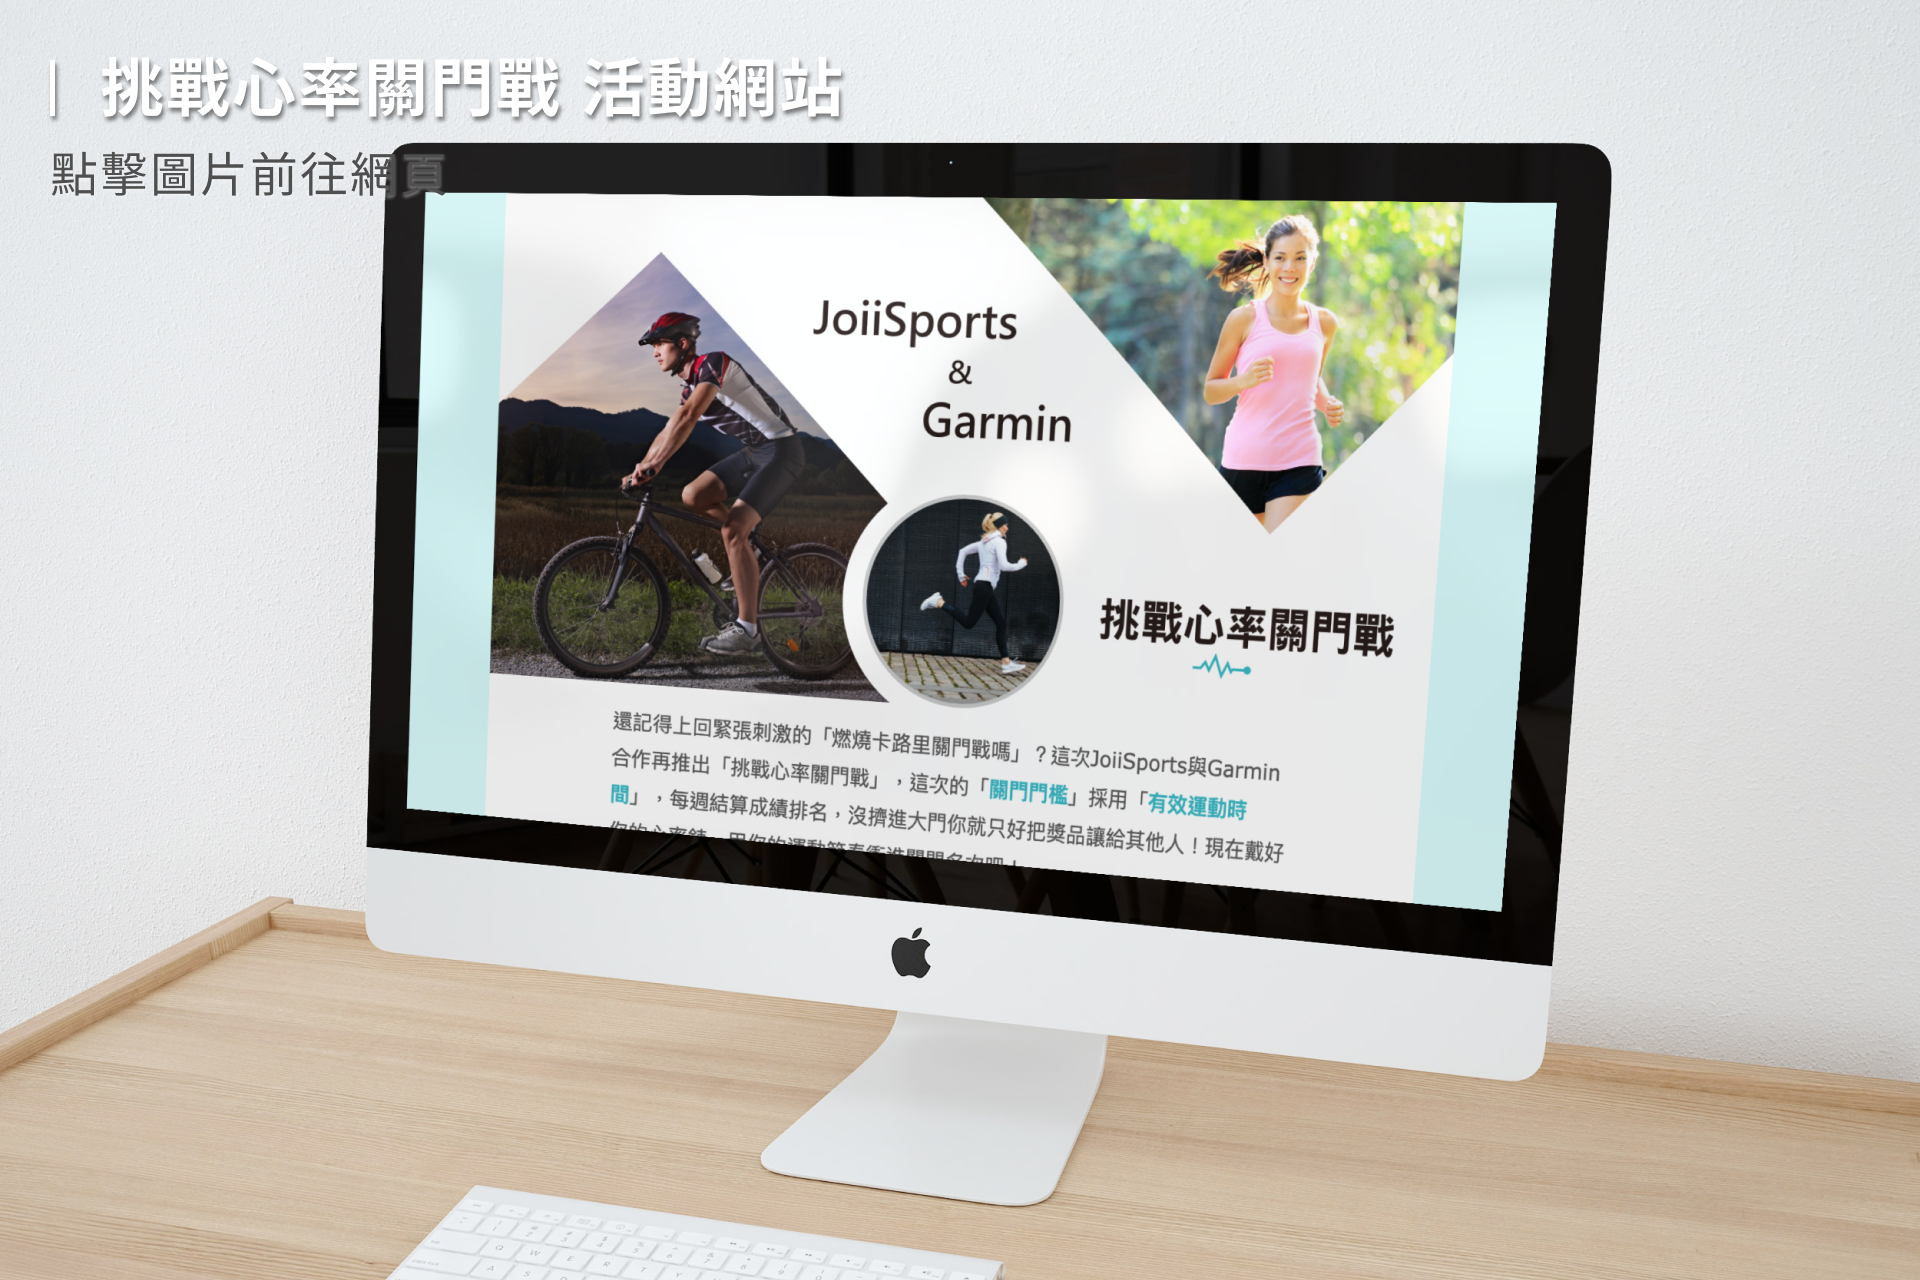 挑戰心率關門戰 活動網站
點擊圖片前往網頁
JoiiSports
&
Garmin
挑戰心率關門戰
還記得上回緊張刺激的「燃燒卡路里關門戰嗎」？這次JoiiSports與Garmin
合作再推出「挑戰心率關門戰」，這次的「關門門檻」採用「有效運動時
間」，每週結算成績排名，沒擠進大門你就只好把獎品讓給其他人！現在戴好